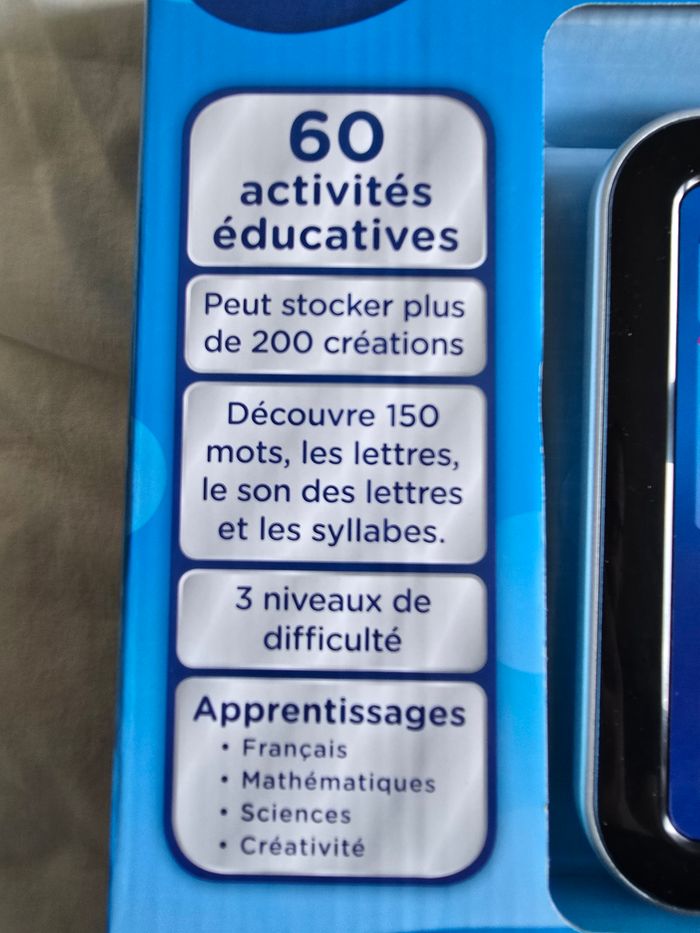 60
activités
éducatives
Peut stocker plus
de 200 créations
Découvre 150
mots, les lettres,
le son des lettres
et les syllabes.
3 niveaux de
difficulté
Apprentissages
• Français
• Mathématiques
• Sciences
• Créativité